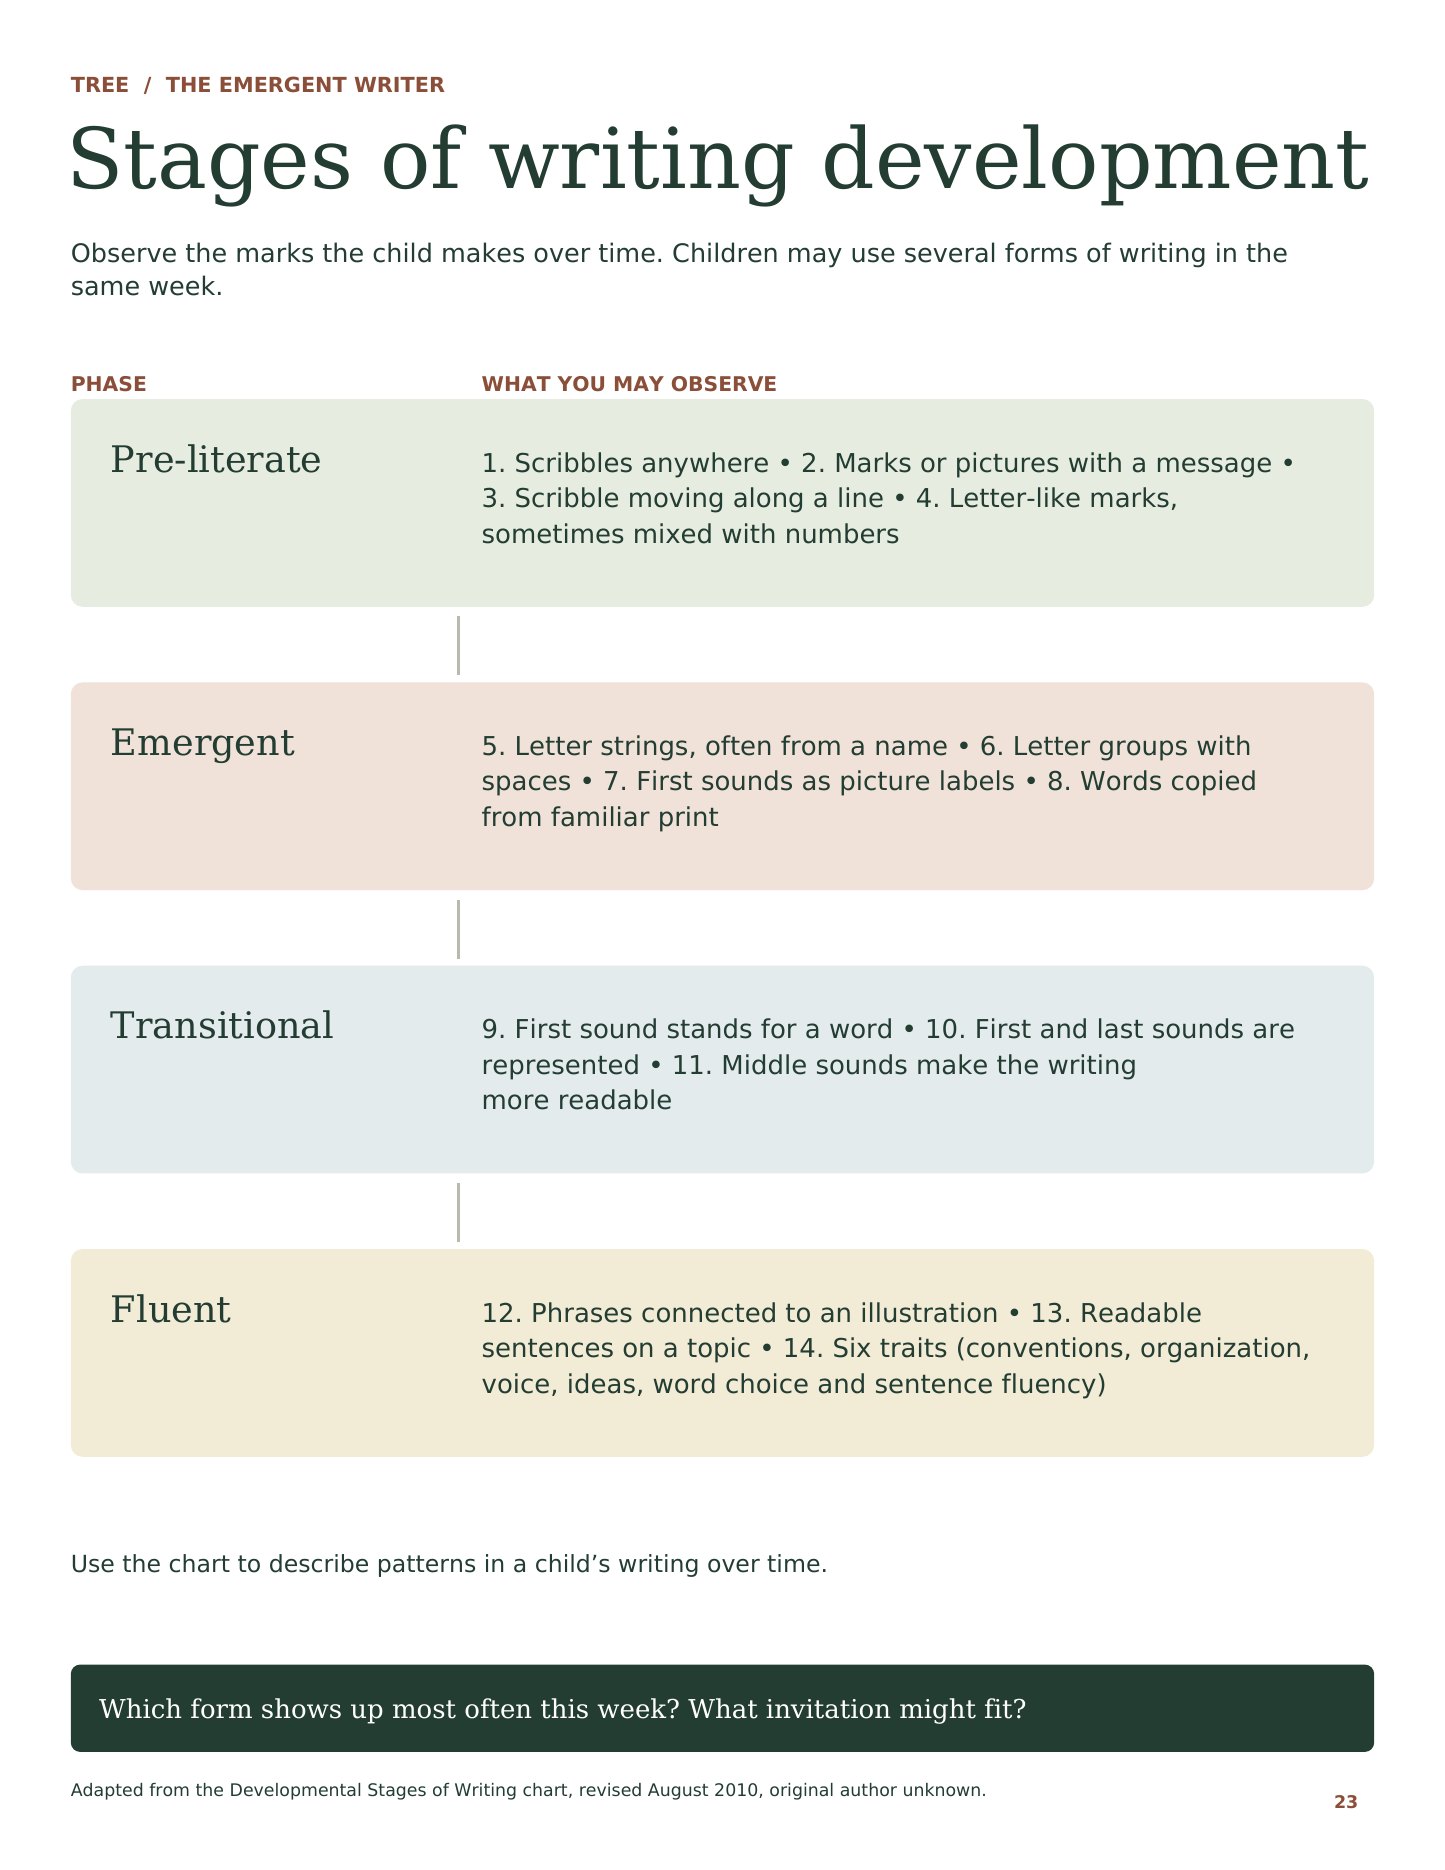 TREE / THE EMERGENT WRITER
Stages of writing development
Observe the marks the child makes over time. Children may use several forms of writing in the
same week.
PHASE
WHAT YOU MAY OBSERVE
Pre-literate
1. Scribbles anywhere • 2. Marks or pictures with a message •
3. Scribble moving along a line • 4. Letter-like marks,
sometimes mixed with numbers
Emergent
5. Letter strings, often from a name • 6. Letter groups with
spaces • 7. First sounds as picture labels • 8. Words copied
from familiar print
Transitional
9. First sound stands for a word • 10. First and last sounds are
represented • 11. Middle sounds make the writing
more readable
Fluent
12. Phrases connected to an illustration • 13. Readable
sentences on a topic • 14. Six traits (conventions, organization,
voice, ideas, word choice and sentence fluency)
Use the chart to describe patterns in a child’s writing over time.
Which form shows up most often this week? What invitation might fit?
Adapted from the Developmental Stages of Writing chart, revised August 2010, original author unknown.
23